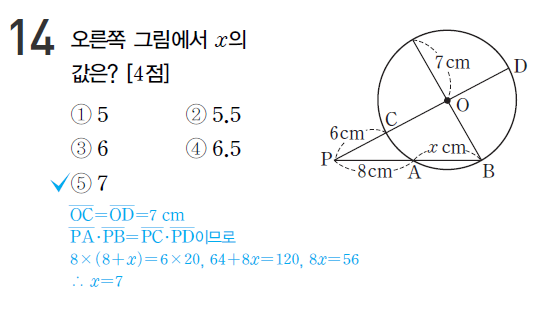 14 오른쪽 그림에서 x의
값은? [4점]
① 5 ② 5.5
③ 6 ④ 6.5
⑤ 7
OC=OD=7 cm
PA·PB=PC·PD이므로
8×(8+x)=6×20, 64+8x=120, 8x=56
∴ x=7
7cm
D
O
C
6cm
x cm
P
A
B
8cm